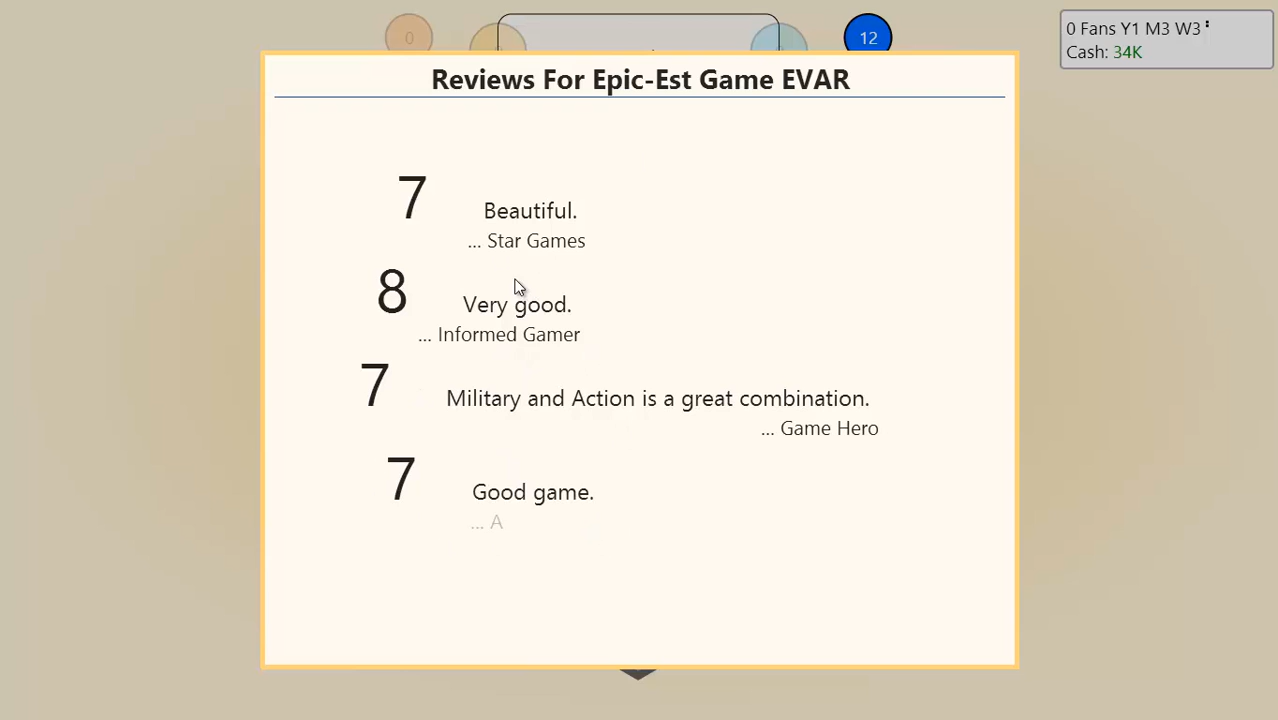 0
12
0 Fans Y1 M3 W3
Cash: 34K
Reviews For Epic-Est Game EVAR
7
Beautiful.
... Star Games
8
Very good.
... Informed Gamer
7
Military and Action is a great combination.
... Game Hero
7
Good game.
... A